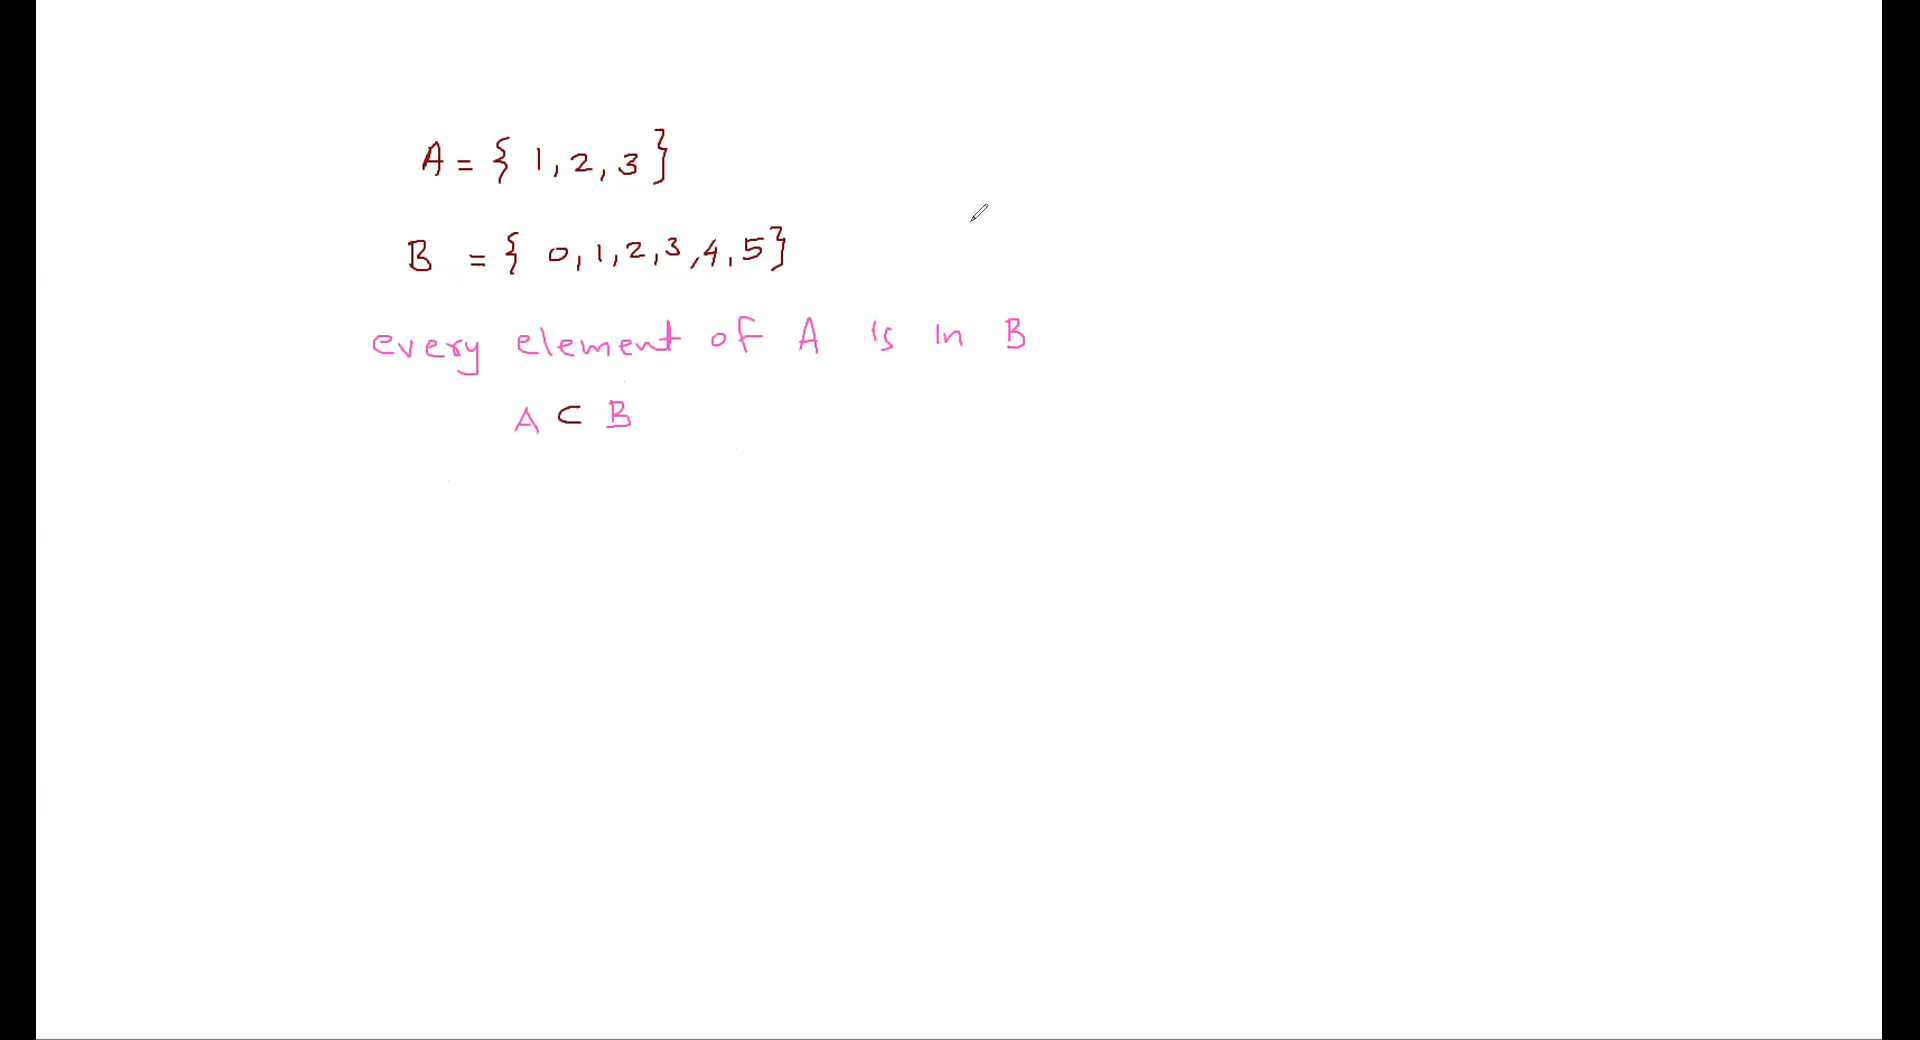 A = { 1, 2, 3 }
B = { 0, 1, 2, 3, 4, 5 }
every element of A is in B
A ⊂ B